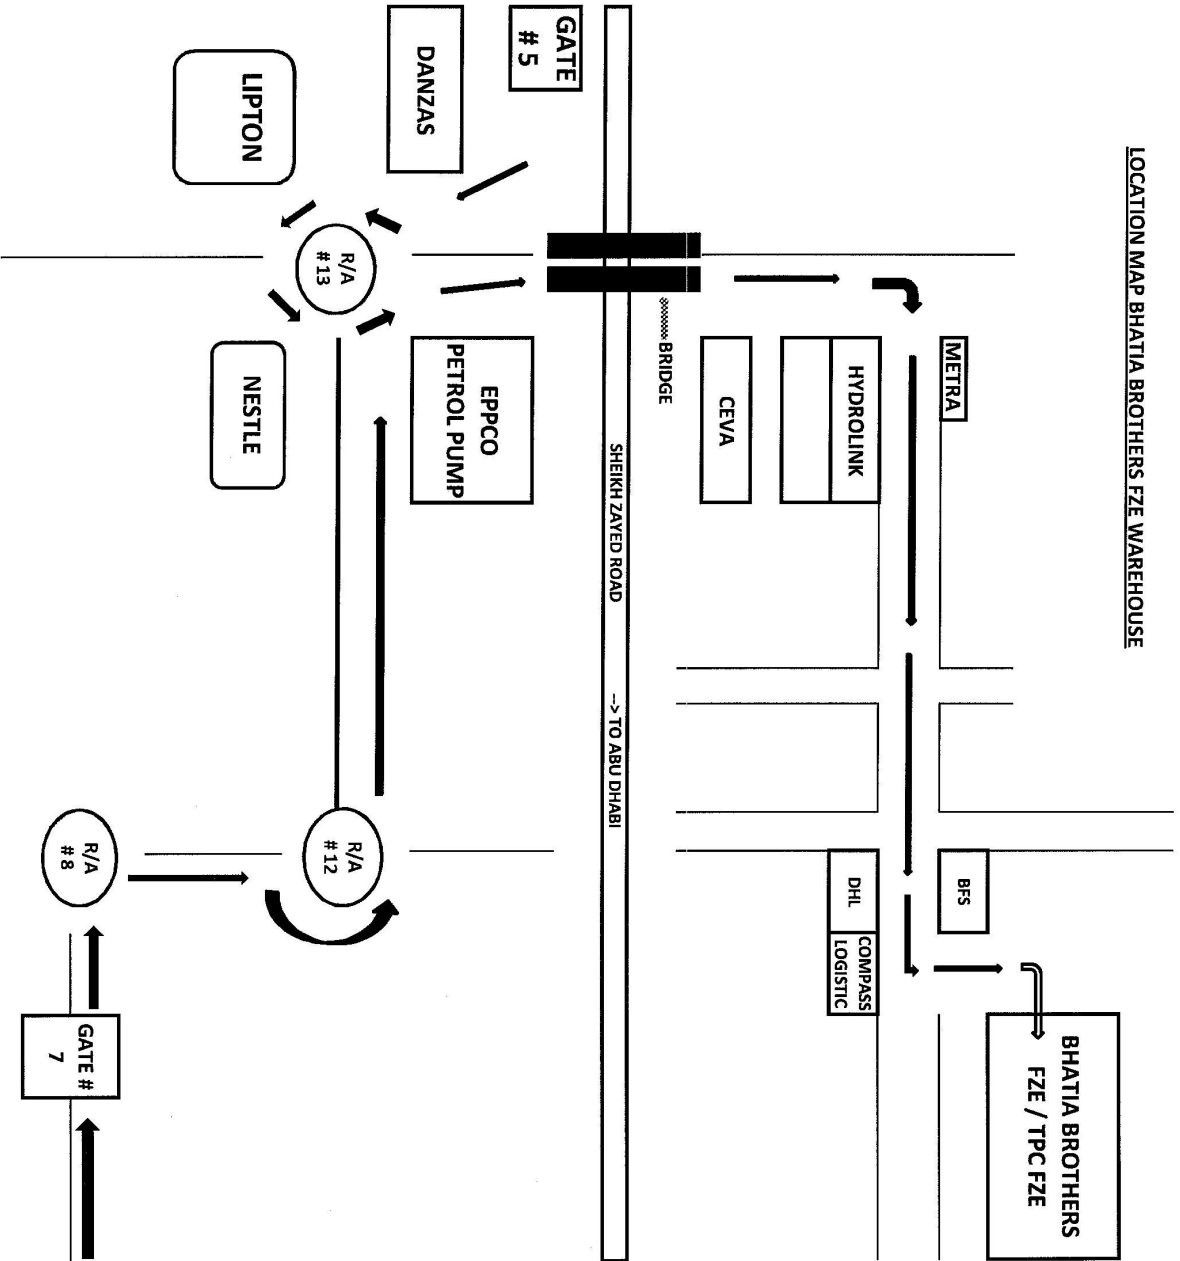 LOCATION MAP BHATIA BROTHERS FZE WAREHOUSE
BHATIA BROTHERS
FZE / TPC FZE
METRA
BFS
HYDROLINK
DHL
COMPASS
LOGISTIC
CEVA
BRIDGE
SHEIKH ZAYED ROAD
--> TO ABU DHABI
GATE
# 5
DANZAS
EPPCO
PETROL PUMP
R/A
# 13
R/A
# 12
LIPTON
NESTLE
R/A
# 8
GATE #
7